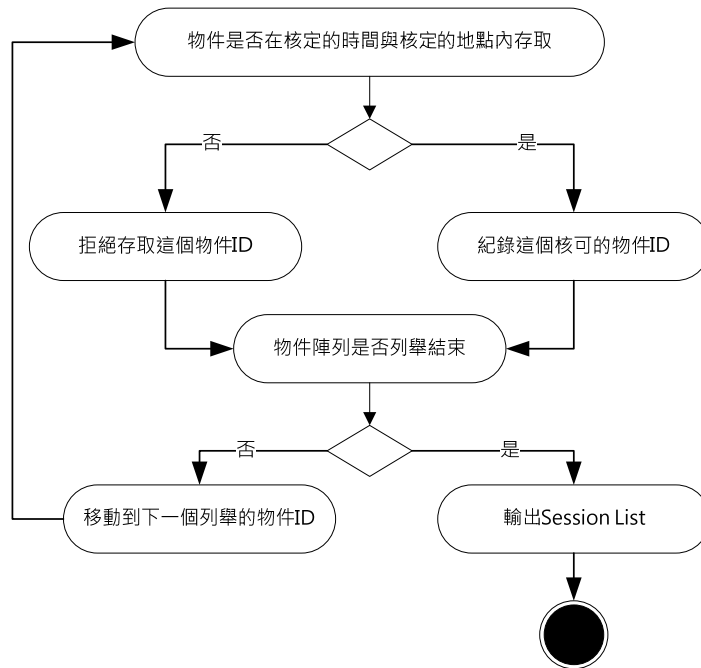 物件是否在核定的時間與核定的地點內存取
否
是
拒絕存取這個物件ID
紀錄這個核可的物件ID
物件陣列是否列舉結束
否
是
移動到下一個列舉的物件ID
輸出Session List